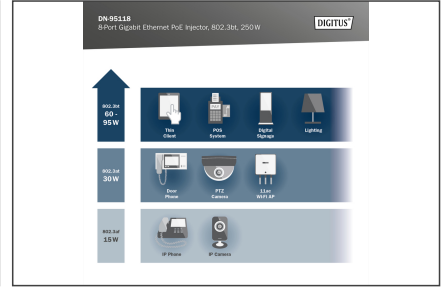 DN-95118
8-Port Gigabit Ethernet PoE Injector, 802.3bt, 250 W
DIGITUS®
802.3bt
60 -
95 W
Thin
Client
POS
System
Digital
Signage
Lighting
802.3at
30 W
Door
Phone
PTZ
Camera
11ac
Wi-Fi AP
802.3af
15 W
IP Phone
IP Camera